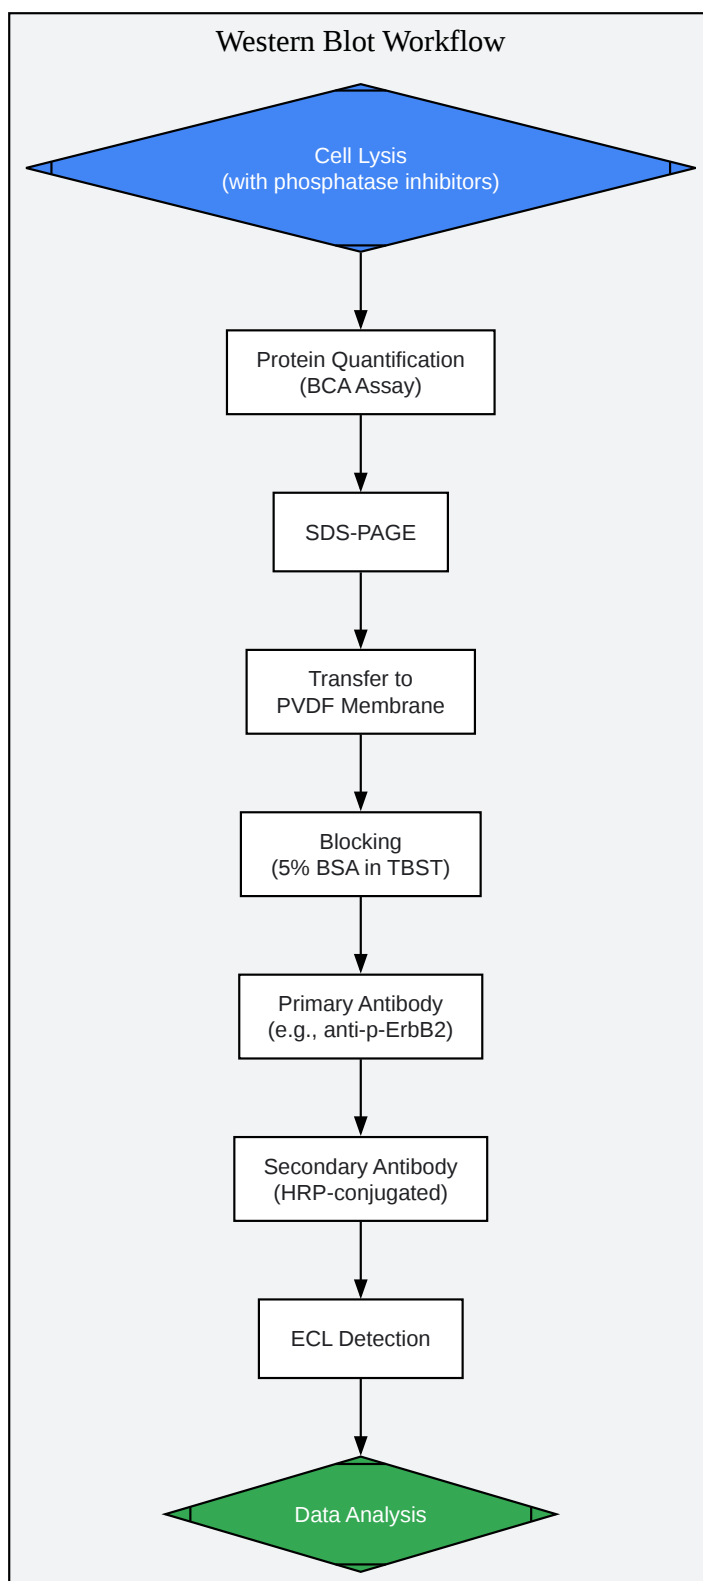 Western Blot Workflow
Cell Lysis
(with phosphatase inhibitors)
Protein Quantification
(BCA Assay)
SDS-PAGE
Transfer to
PVDF Membrane
Blocking
(5% BSA in TBST)
Primary Antibody
(e.g., anti-p-ErbB2)
Secondary Antibody
(HRP-conjugated)
ECL Detection
Data Analysis